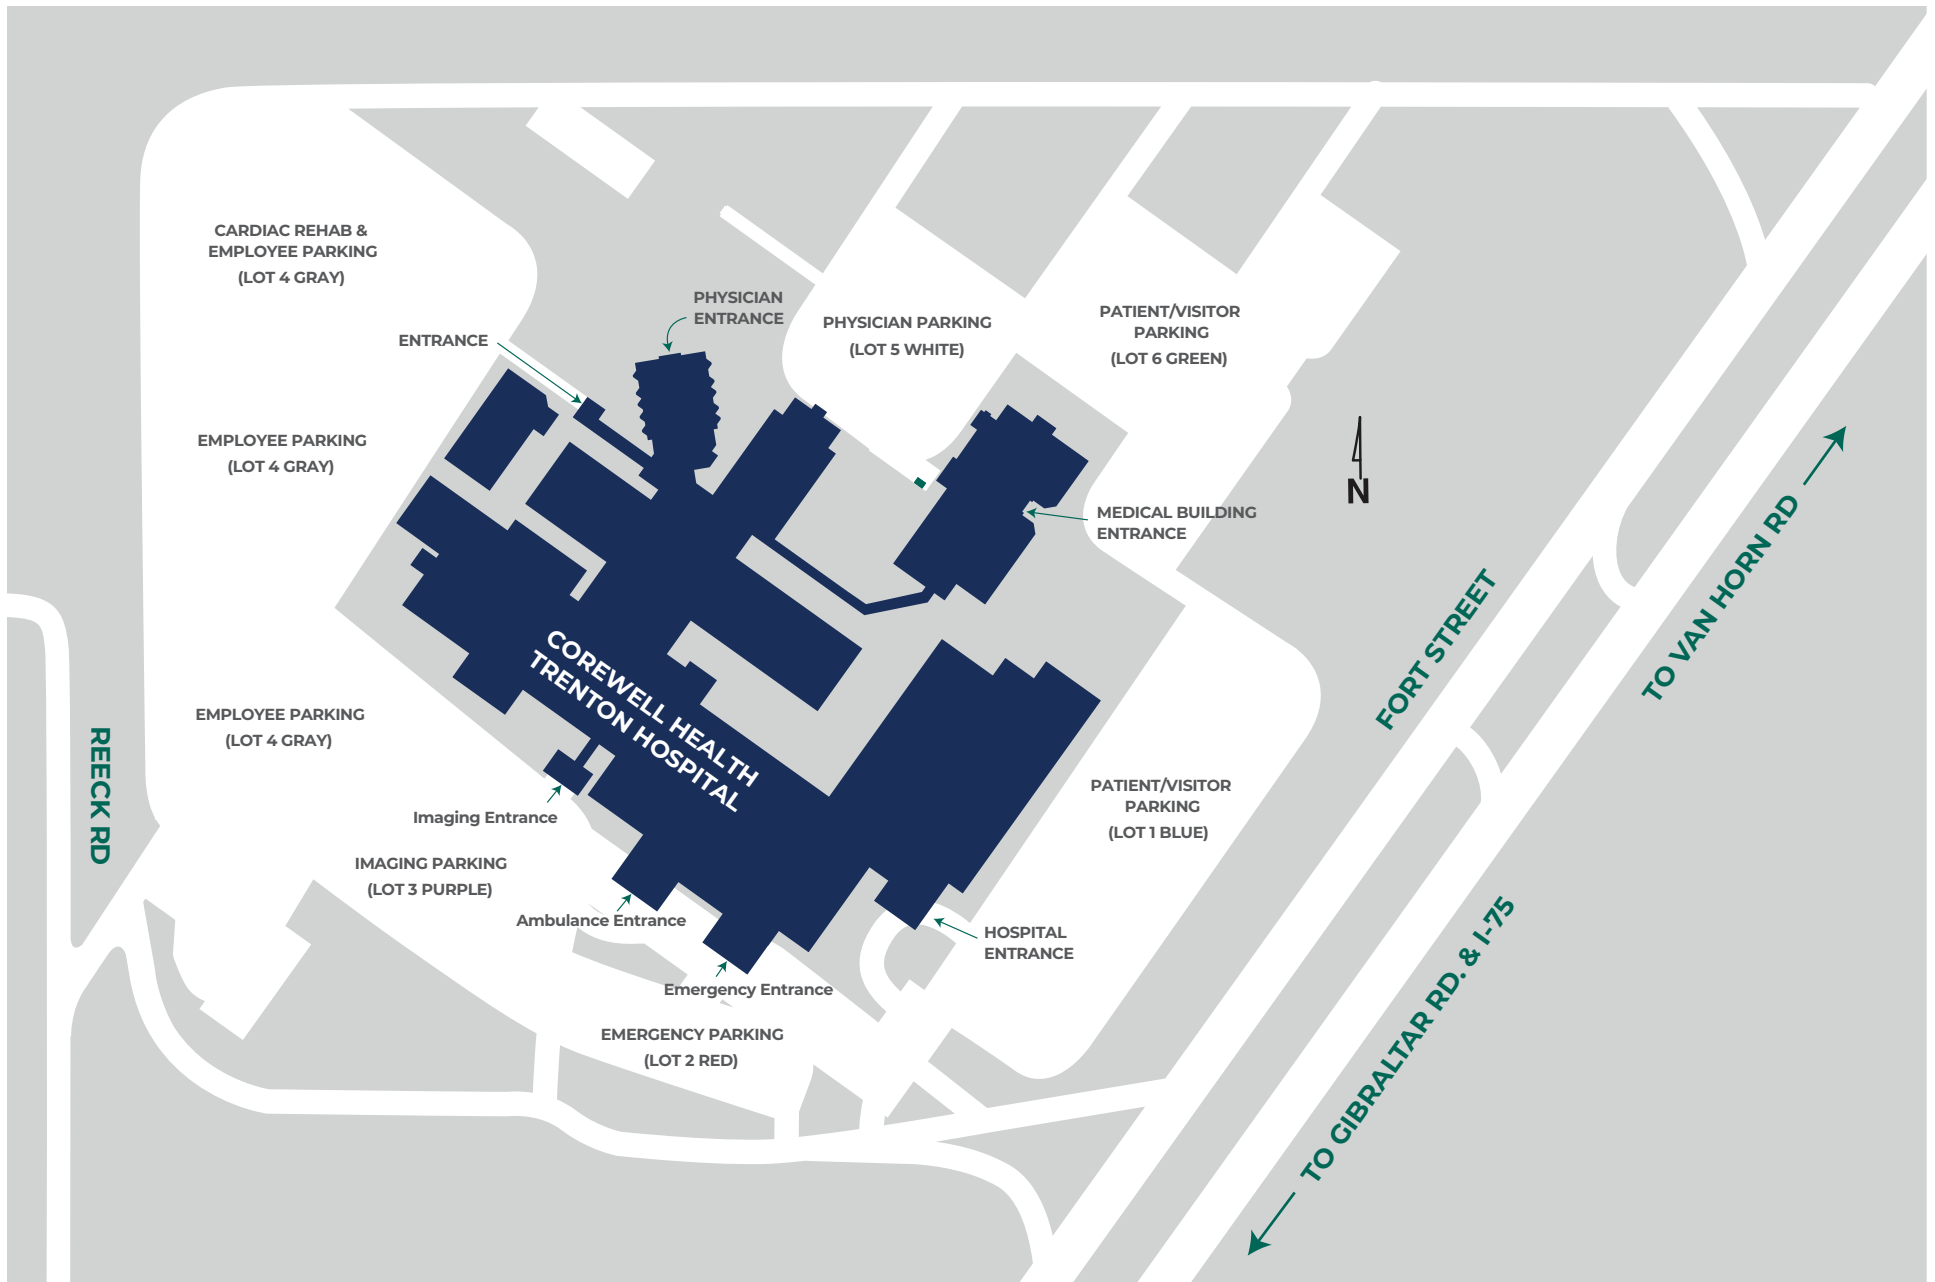 CARDIAC REHAB &
EMPLOYEE PARKING
(LOT 4 GRAY)
PHYSICIAN
ENTRANCE
ENTRANCE
PHYSICIAN PARKING
(LOT 5 WHITE)
PATIENT/VISITOR
PARKING
(LOT 6 GREEN)
EMPLOYEE PARKING
(LOT 4 GRAY)
N
MEDICAL BUILDING
ENTRANCE
FORT STREET
TO VAN HORN RD
COREWELL HEALTH
TRENTON HOSPITAL
EMPLOYEE PARKING
(LOT 4 GRAY)
REECK RD
PATIENT/VISITOR
PARKING
(LOT 1 BLUE)
Imaging Entrance
IMAGING PARKING
(LOT 3 PURPLE)
Ambulance Entrance
HOSPITAL
ENTRANCE
Emergency Entrance
EMERGENCY PARKING
(LOT 2 RED)
TO GIBRALTAR RD. & I-75